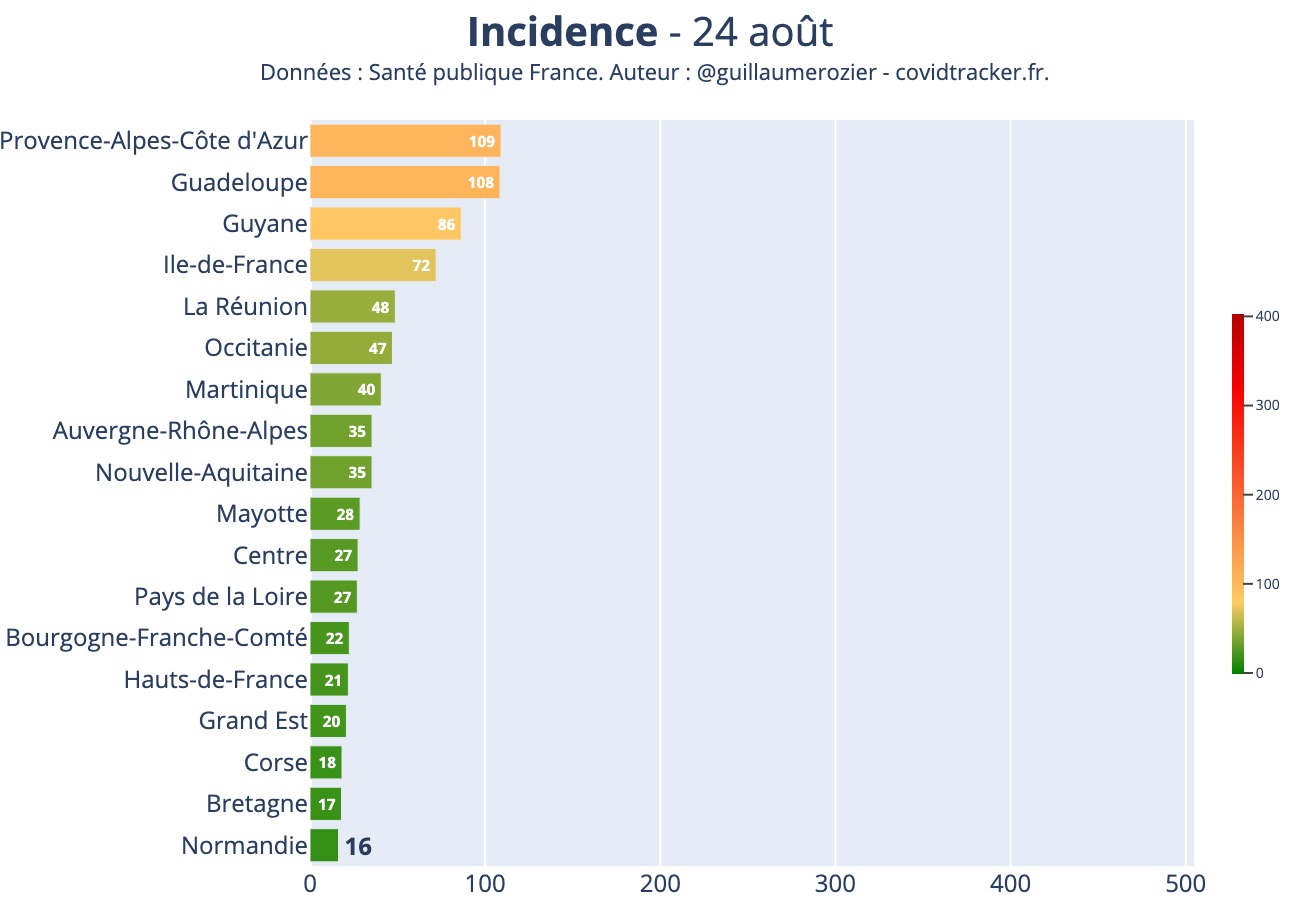 Incidence - 24 août
Données : Santé publique France. Auteur : @guillaumerozier - covidtracker.fr.
Provence-Alpes-Côte d'Azur 109
Guadeloupe 108
Guyane 86
Ile-de-France 72
La Réunion 48
Occitanie 47
Martinique 40
Auvergne-Rhône-Alpes 35
Nouvelle-Aquitaine 35
Mayotte 28
Centre 27
Pays de la Loire 27
Bourgogne-Franche-Comté 22
Hauts-de-France 21
Grand Est 20
Corse 18
Bretagne 17
Normandie 16
0 100 200 300 400 500
400
300
200
100
0